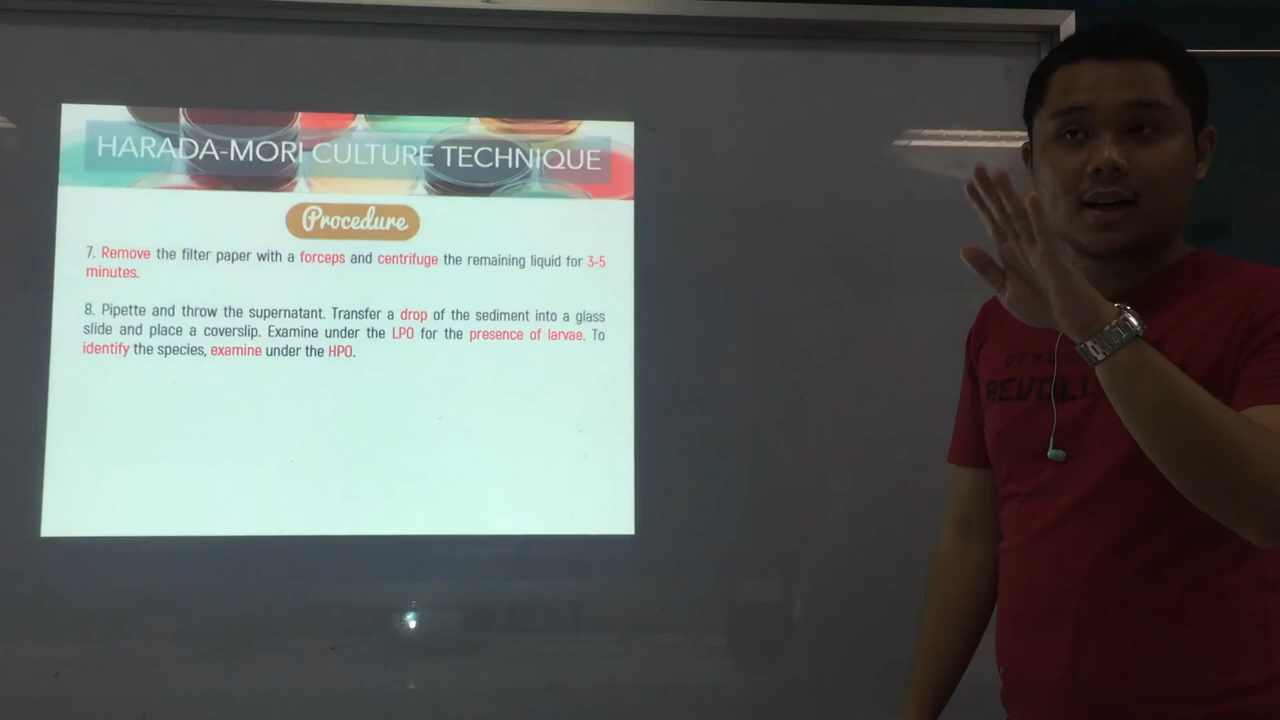 HARADA-MORI CULTURE TECHNIQUE
Procedure
7. Remove the filter paper with a forceps and centrifuge the remaining liquid for 3-5
minutes.
8. Pipette and throw the supernatant. Transfer a drop of the sediment into a glass
slide and place a coverslip. Examine under the LPO for the presence of larvae. To
identify the species, examine under the HPO.